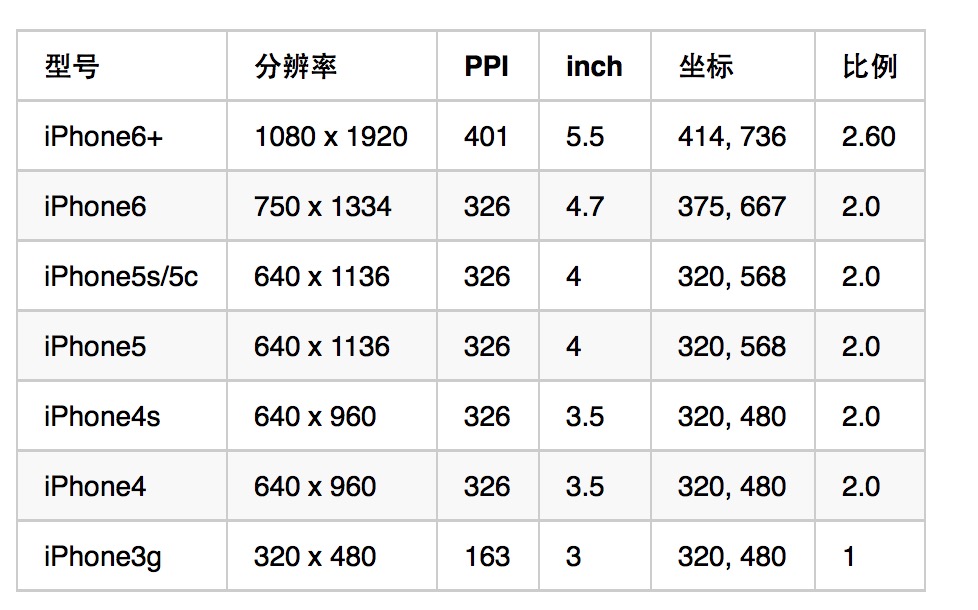 型号 分辨率 PPI inch 坐标 比例
iPhone6+ 1080 x 1920 401 5.5 414, 736 2.60
iPhone6 750 x 1334 326 4.7 375, 667 2.0
iPhone5s/5c 640 x 1136 326 4 320, 568 2.0
iPhone5 640 x 1136 326 4 320, 568 2.0
iPhone4s 640 x 960 326 3.5 320, 480 2.0
iPhone4 640 x 960 326 3.5 320, 480 2.0
iPhone3g 320 x 480 163 3 320, 480 1